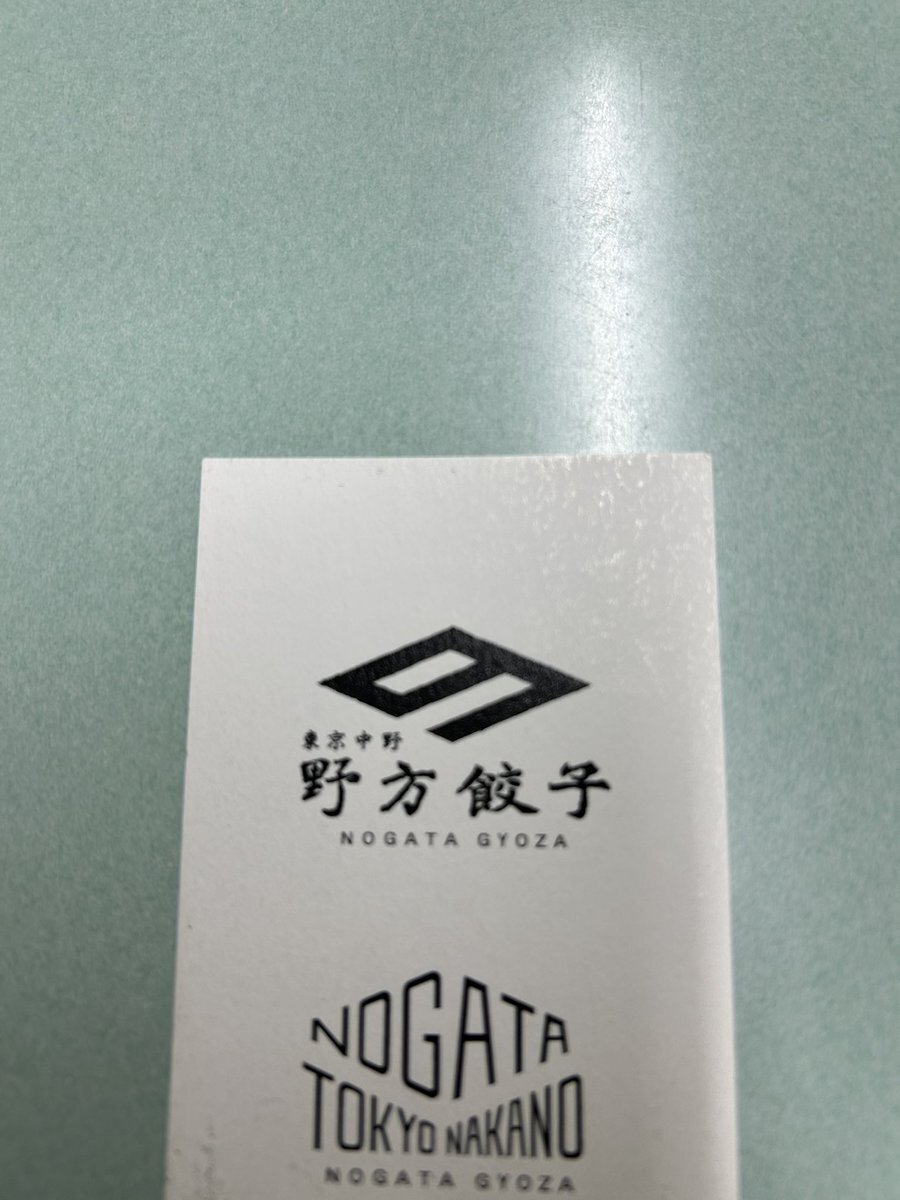 東京中野
野方餃子
NOGATA GYOZA
NOGATA
TOKYO NAKANO
NOGATA GYOZA